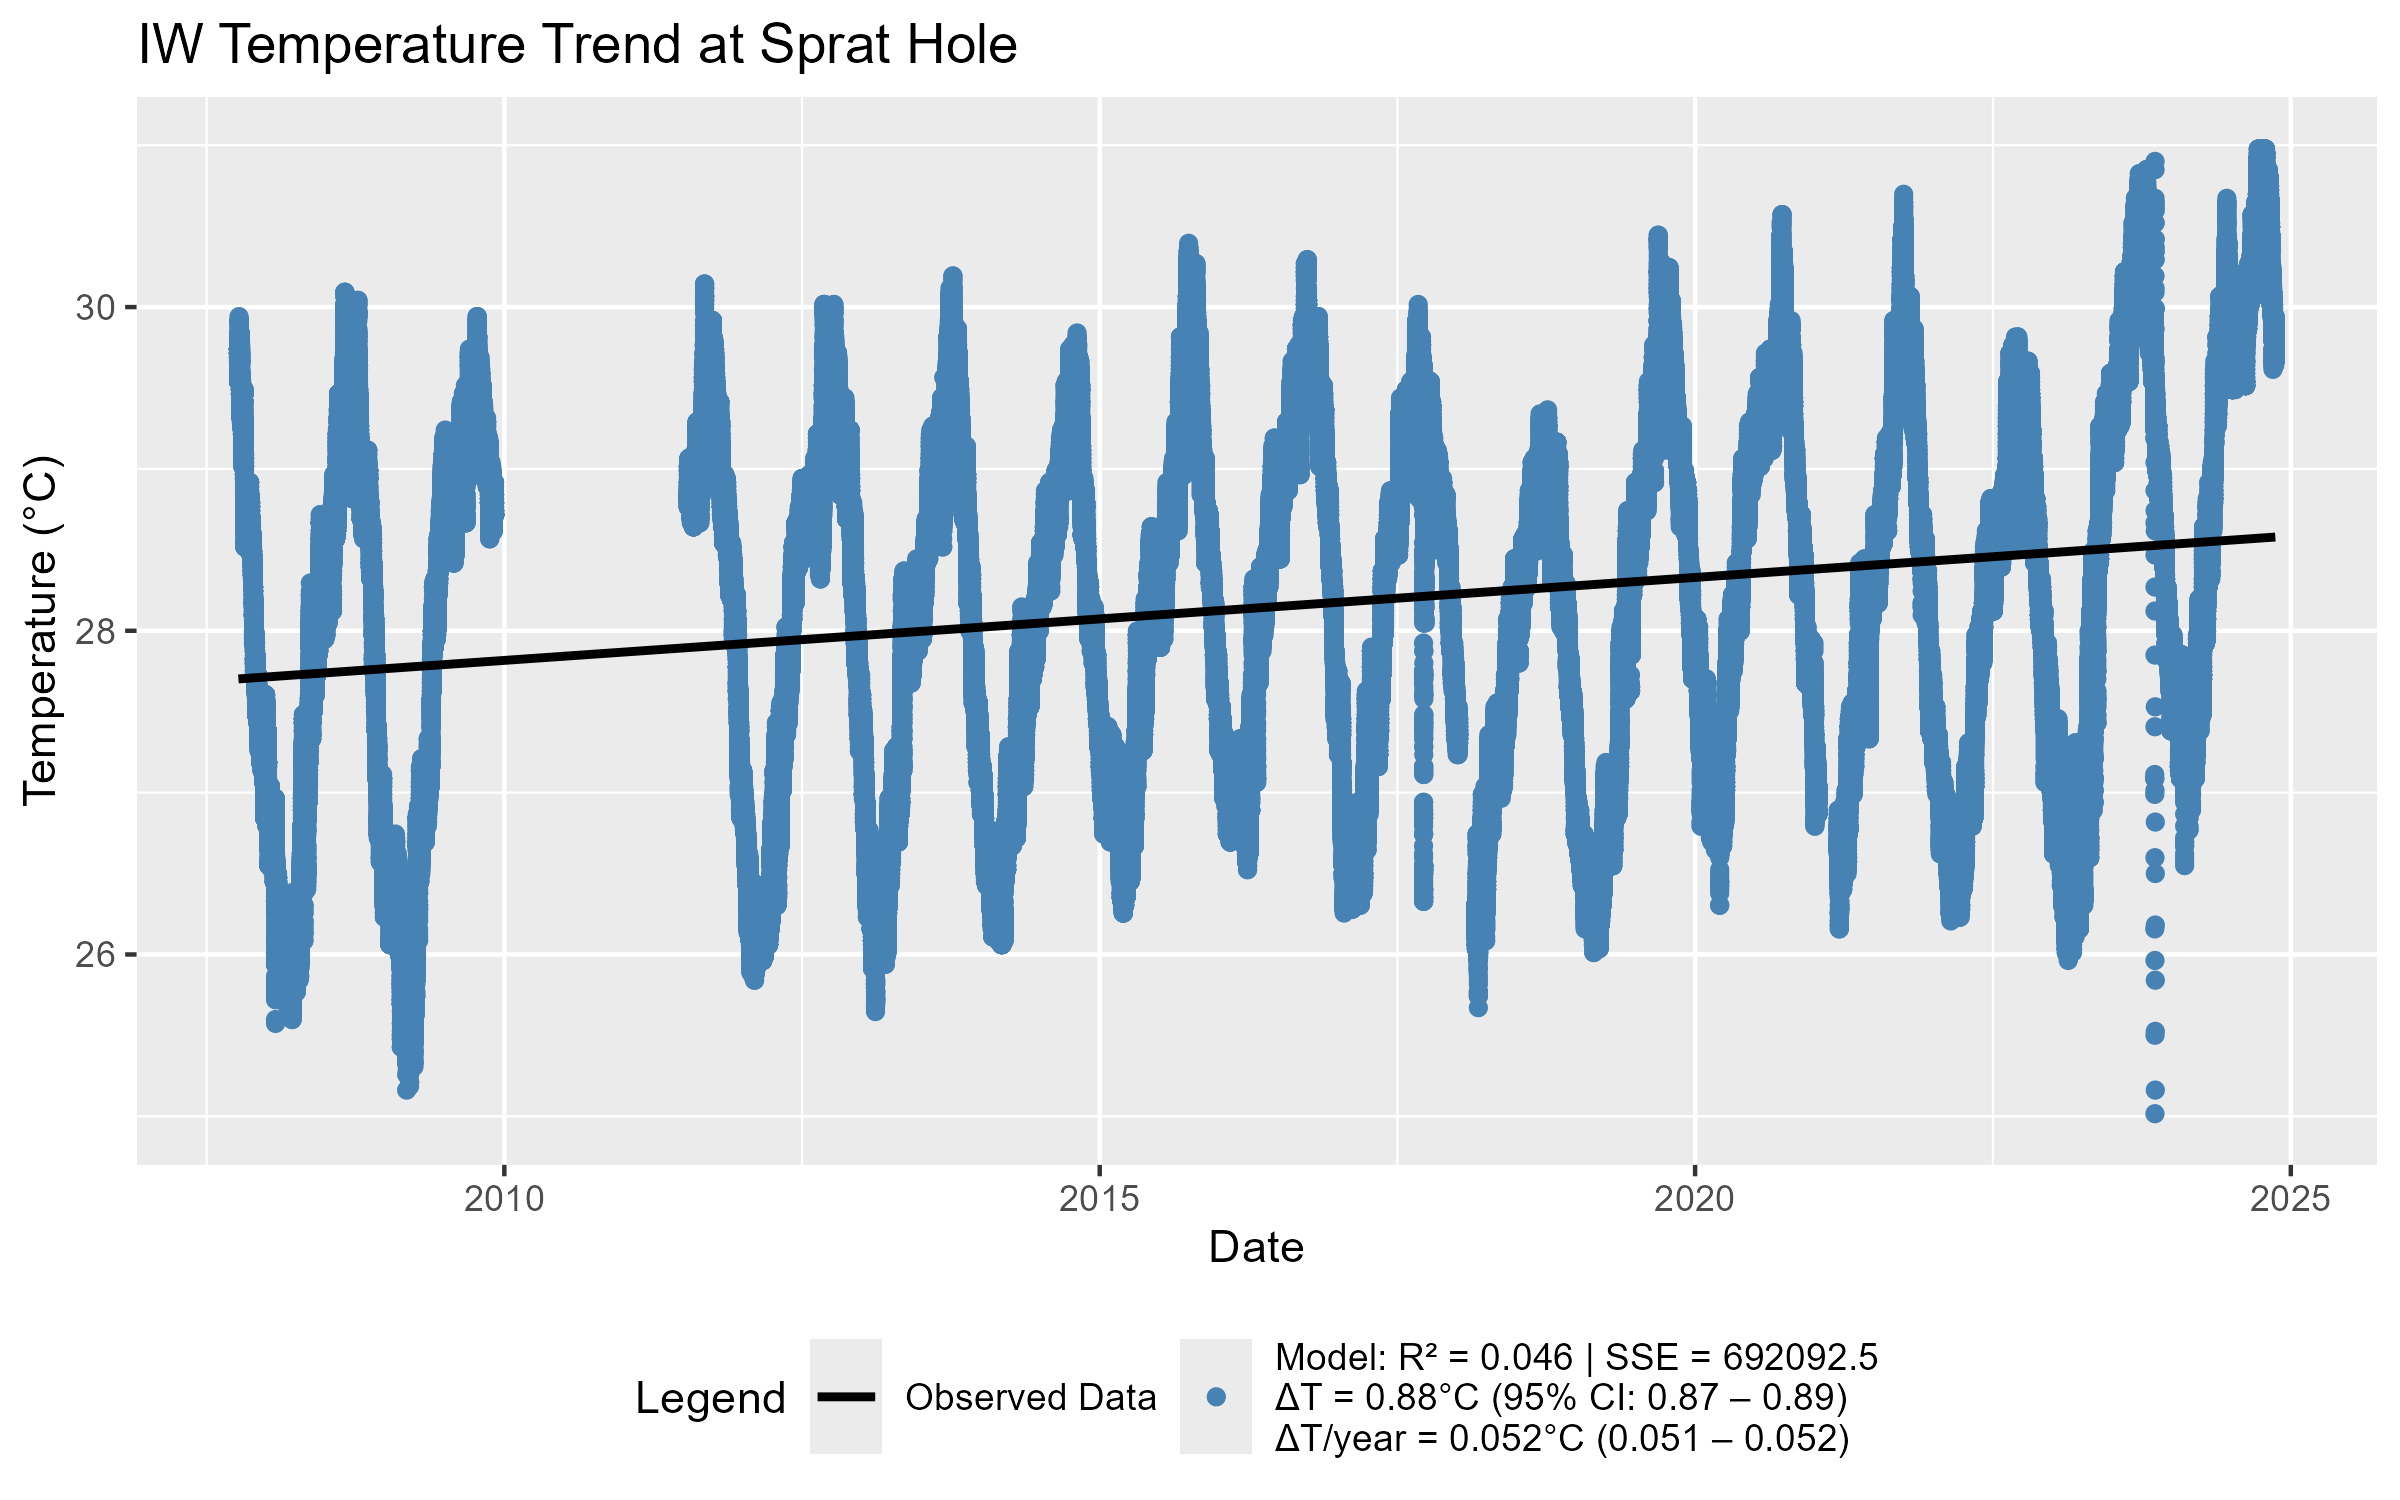 IW Temperature Trend at Sprat Hole
Temperature (°C)
30
28
26
2010
2015
2020
2025
Date
Legend
Observed Data
Model: R² = 0.046 | SSE = 692092.5
ΔT = 0.88°C (95% CI: 0.87 – 0.89)
ΔT/year = 0.052°C (0.051 – 0.052)